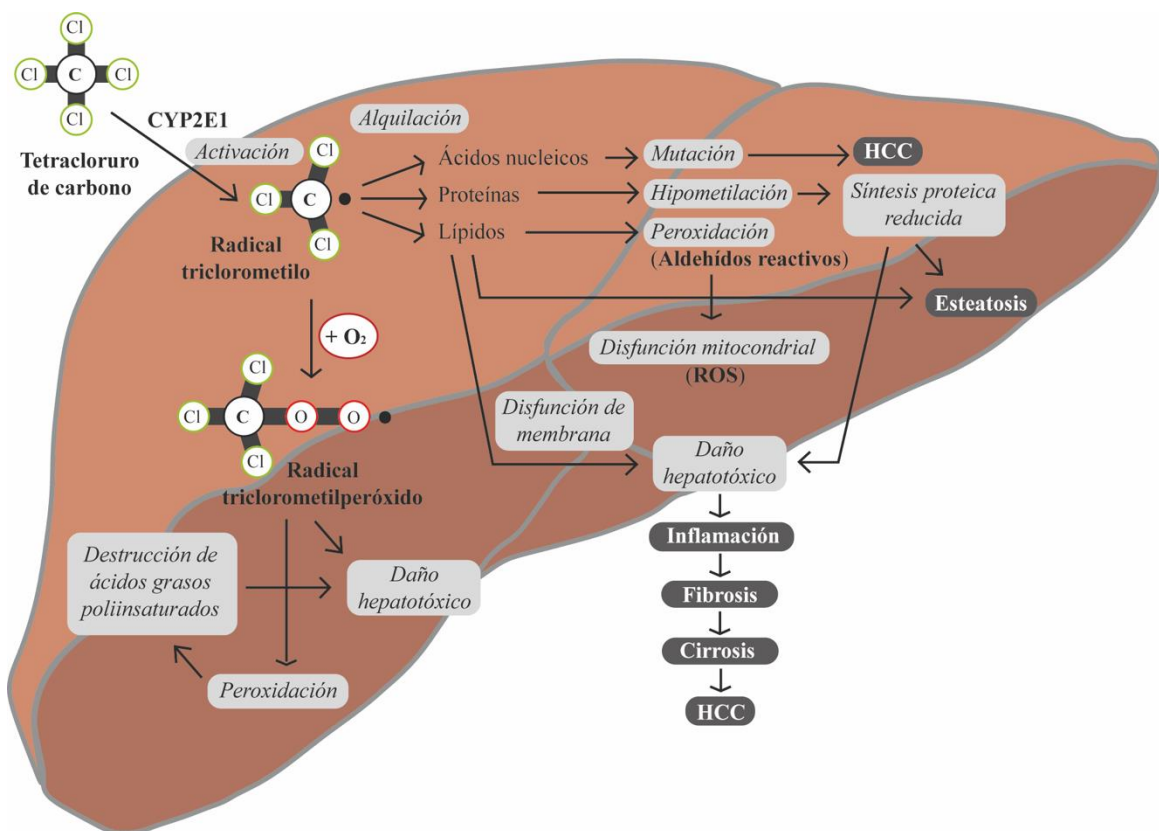 Cl
Cl
C
Cl
Cl
Tetracloruro
de carbono
CYP2E1
Activación
Alquilación
Cl
Cl
C
Cl
Radical
triclorometilo
Ácidos nucleicos
Mutación
HCC
Proteínas
Hipometilación
Síntesis proteica
reducida
Lípidos
Peroxidación
(Aldehídos reactivos)
Esteatosis
+ O₂
Disfunción mitocondrial
(ROS)
Cl
Cl
C
O
O
Cl
Radical
triclorometilperóxido
Disfunción de
membrana
Daño
hepatotóxico
Inflamación
Fibrosis
Cirrosis
HCC
Destrucción de
ácidos grasos
poliinsaturados
Daño
hepatotóxico
Peroxidación